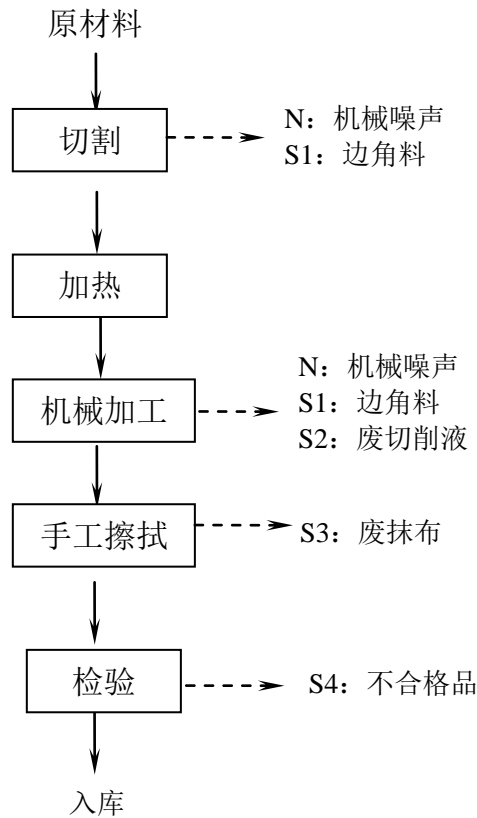 原材料
切割
N：机械噪声
S1：边角料
加热
机械加工
N：机械噪声
S1：边角料
S2：废切削液
手工擦拭
S3：废抹布
检验
S4：不合格品
入库